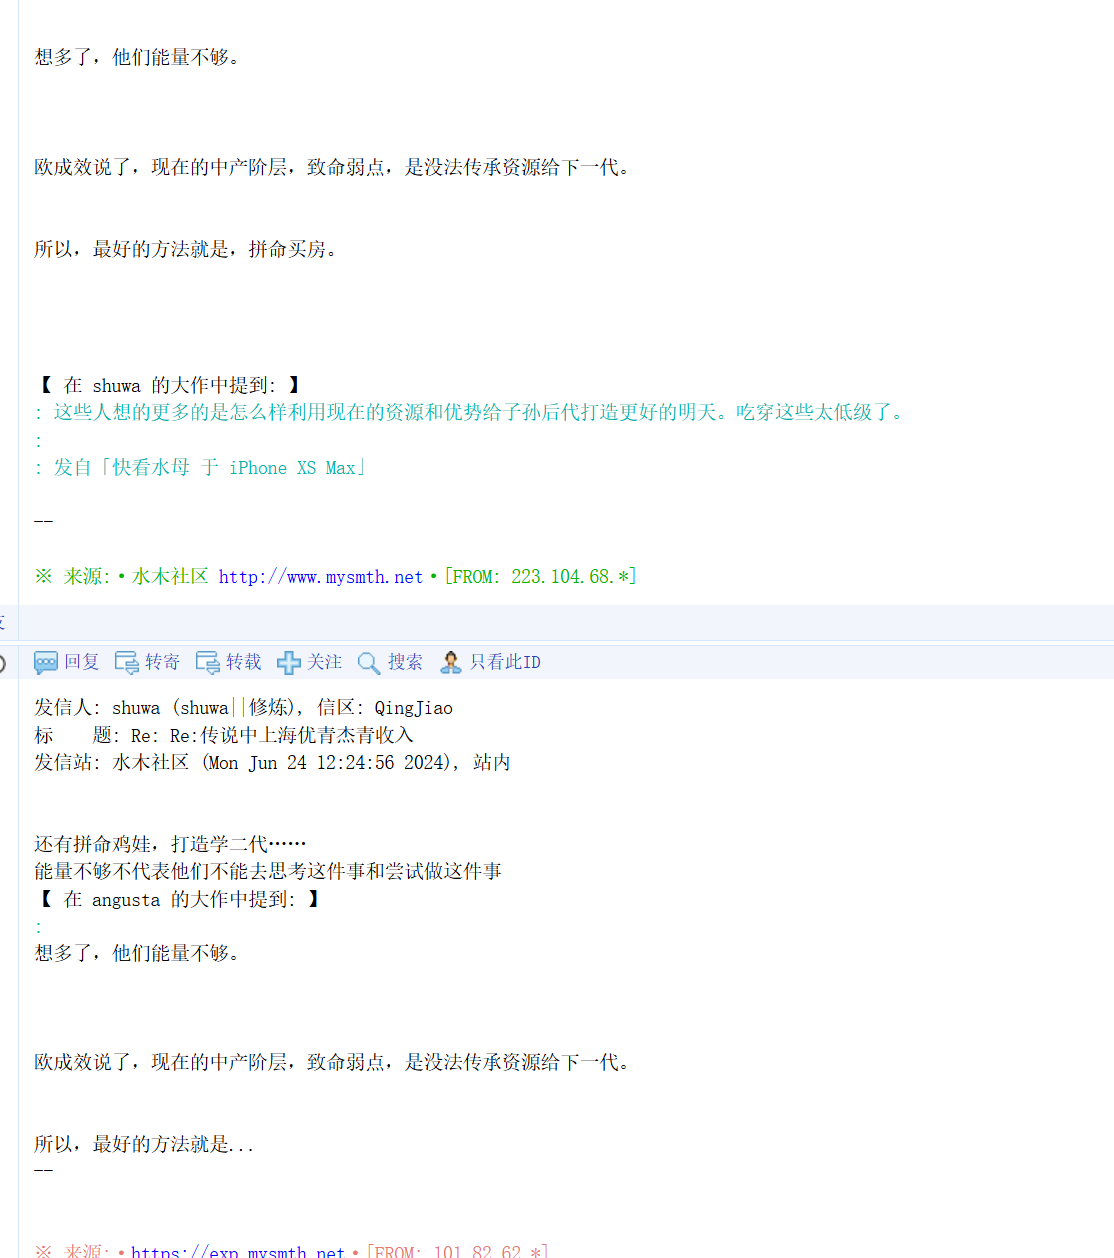 想多了，他们能量不够。
欧成效说了，现在的中产阶层，致命弱点，是没法传承资源给下一代。
所以，最好的方法就是，拼命买房。
【 在 shuwa 的大作中提到: 】
: 这些人想的更多的是怎么样利用现在的资源和优势给子孙后代打造更好的明天。吃穿这些太低级了。
:
: 发自「快看水母 于 iPhone XS Max」
--
※ 来源:·水木社区 http://www.mysmth.net·[FROM: 223.104.68.*]
回复 转寄 转载 关注 搜索 只看此ID
发信人: shuwa (shuwa||修炼), 信区: QingJiao
标    题: Re: Re:传说中上海优青杰青收入
发信站: 水木社区 (Mon Jun 24 12:24:56 2024), 站内
还有拼命鸡娃，打造学二代……
能量不够不代表他们不能去思考这件事和尝试做这件事
【 在 angusta 的大作中提到: 】
:
想多了，他们能量不够。
欧成效说了，现在的中产阶层，致命弱点，是没法传承资源给下一代。
所以，最好的方法就是...
--
※ 来源:·https://exp.mysmth.net·[FROM: 101.82.62.*]